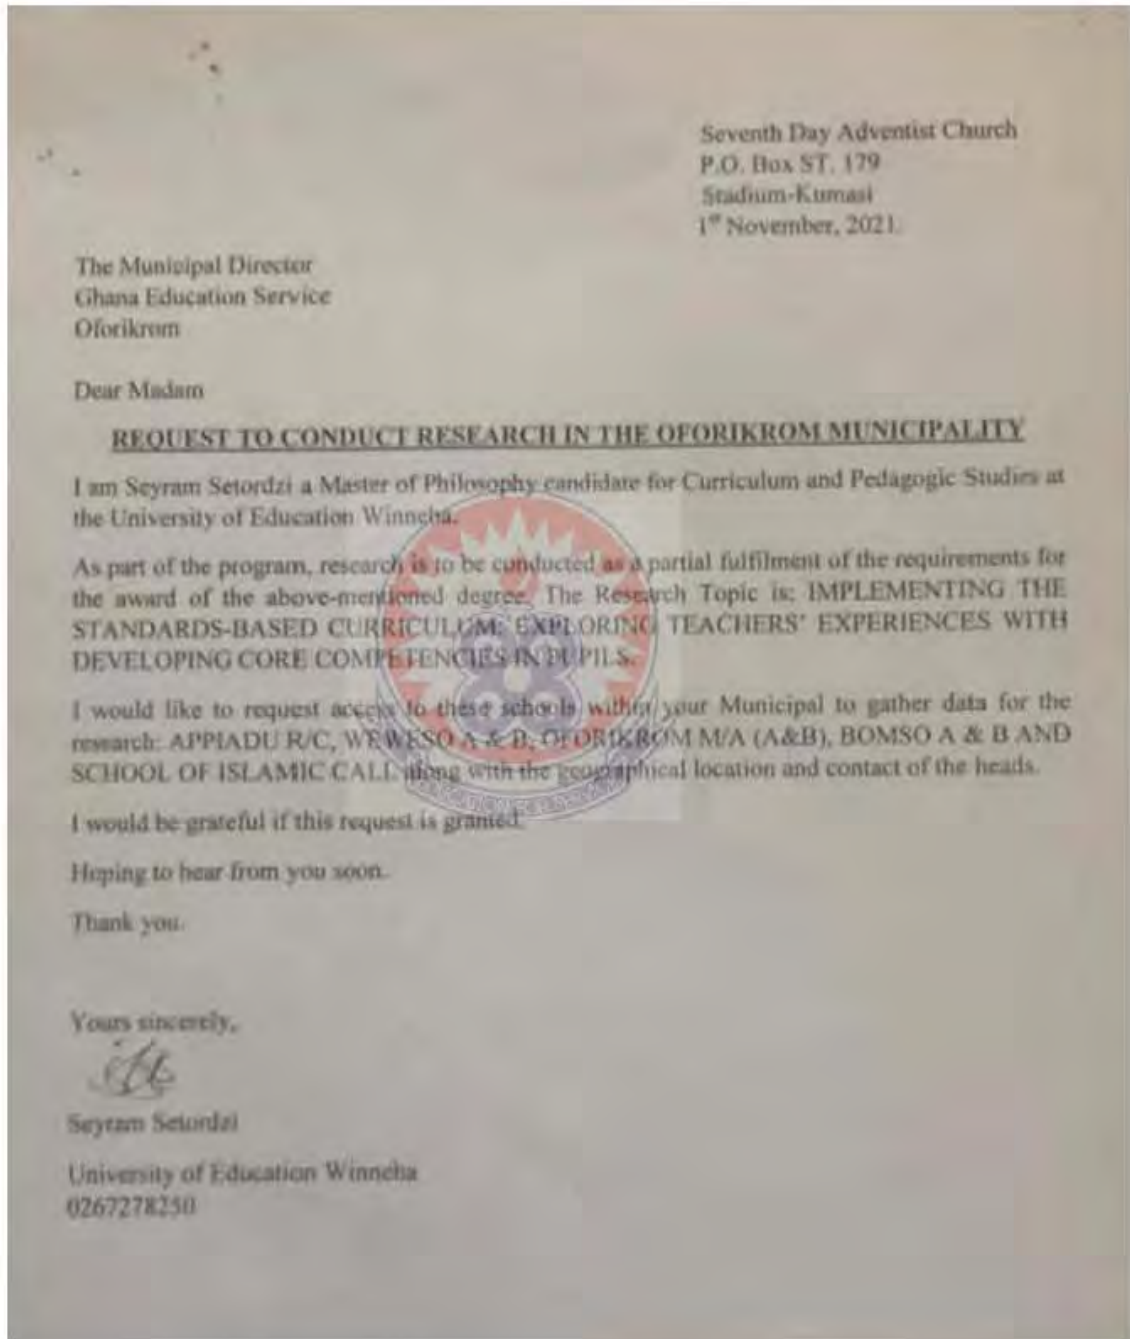 Seventh Day Adventist Church
P.O. Box ST. 179
Stadium-Kumasi
1st November, 2021.
The Municipal Director
Ghana Education Service
Oforikrom
Dear Madam
REQUEST TO CONDUCT RESEARCH IN THE OFORIKROM MUNICIPALITY
I am Seyram Setordzi a Master of Philosophy candidate for Curriculum and Pedagogic Studies at
the University of Education Winneba.
As part of the program, research is to be conducted as a partial fulfilment of the requirements for
the award of the above-mentioned degree. The Research Topic is: IMPLEMENTING THE
STANDARDS-BASED CURRICULUM: EXPLORING TEACHERS' EXPERIENCES WITH
DEVELOPING CORE COMPETENCIES IN PUPILS.
I would like to request access to these schools within your Municipal to gather data for the
research: APPIADU R/C, WEWESO A & B, OFORIKROM M/A (A&B), BOMSO A & B AND
SCHOOL OF ISLAMIC CALL along with the geographical location and contact of the heads.
I would be grateful if this request is granted.
Hoping to hear from you soon.
Thank you.
Yours sincerely,
Seyram Setordzi
University of Education Winneba
0267278250